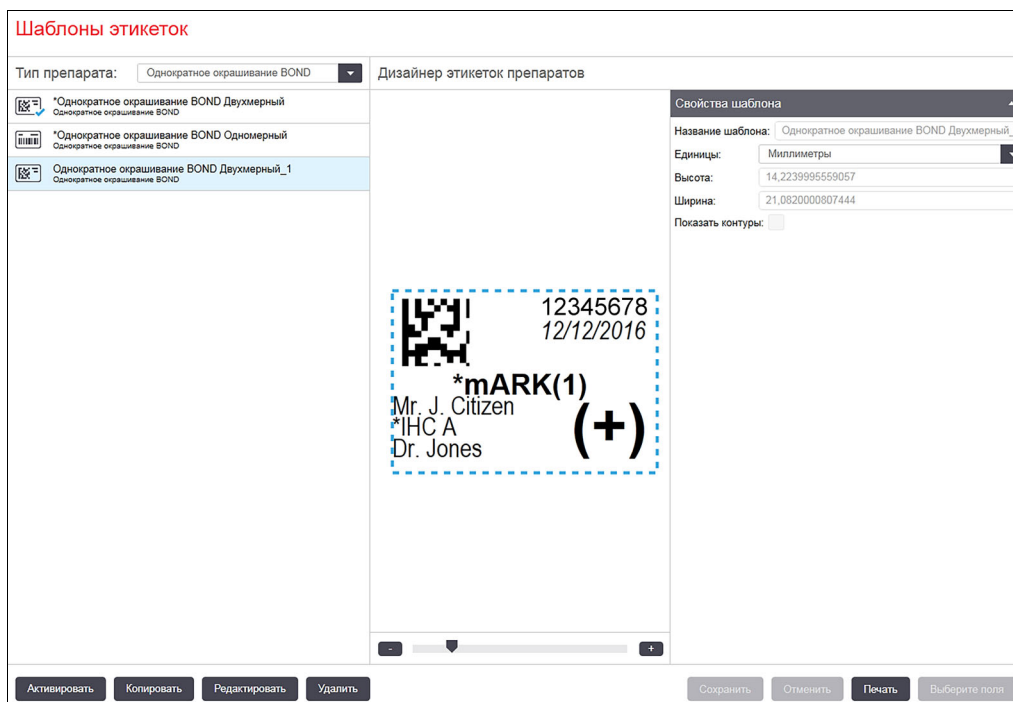 Шаблоны этикеток
Тип препарата: Однократное окрашивание BOND
Дизайнер этикеток препаратов
*Однократное окрашивание BOND Двухмерный
Однократное окрашивание BOND
*Однократное окрашивание BOND Одномерный
Однократное окрашивание BOND
Однократное окрашивание BOND Двухмерный_1
Однократное окрашивание BOND
12345678
12/12/2016
*mARK(1)
Mr. J. Citizen
*IHC A
Dr. Jones
(+)
- +
Свойства шаблона
Название шаблона: Однократное окрашивание BOND Двухмерный_
Единицы: Миллиметры
Высота: 14,2239995559057
Ширина: 21,0820000807444
Показать контуры:
Активировать Копировать Редактировать Удалить Сохранить Отменить Печать Выберите поля